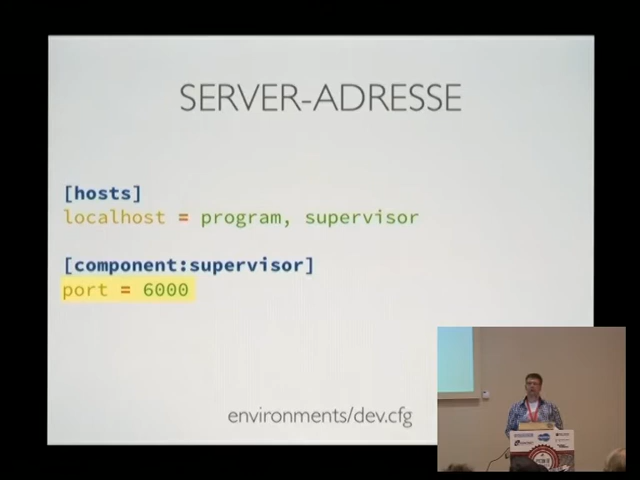 SERVER-ADRESSE
[hosts]
localhost = program, supervisor
[component:supervisor]
port = 6000
environments/dev.cfg